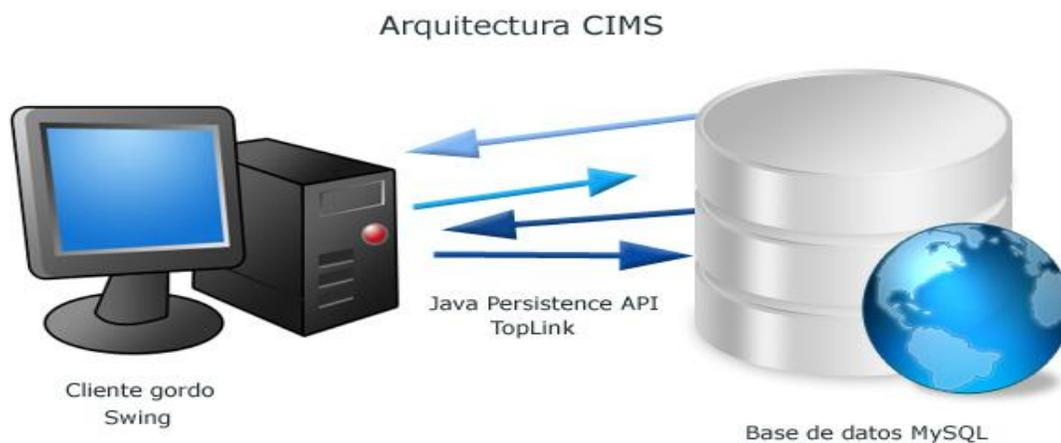 Arquitectura CIMS
Java Persistence API
TopLink
Cliente gordo
Swing
Base de datos MySQL